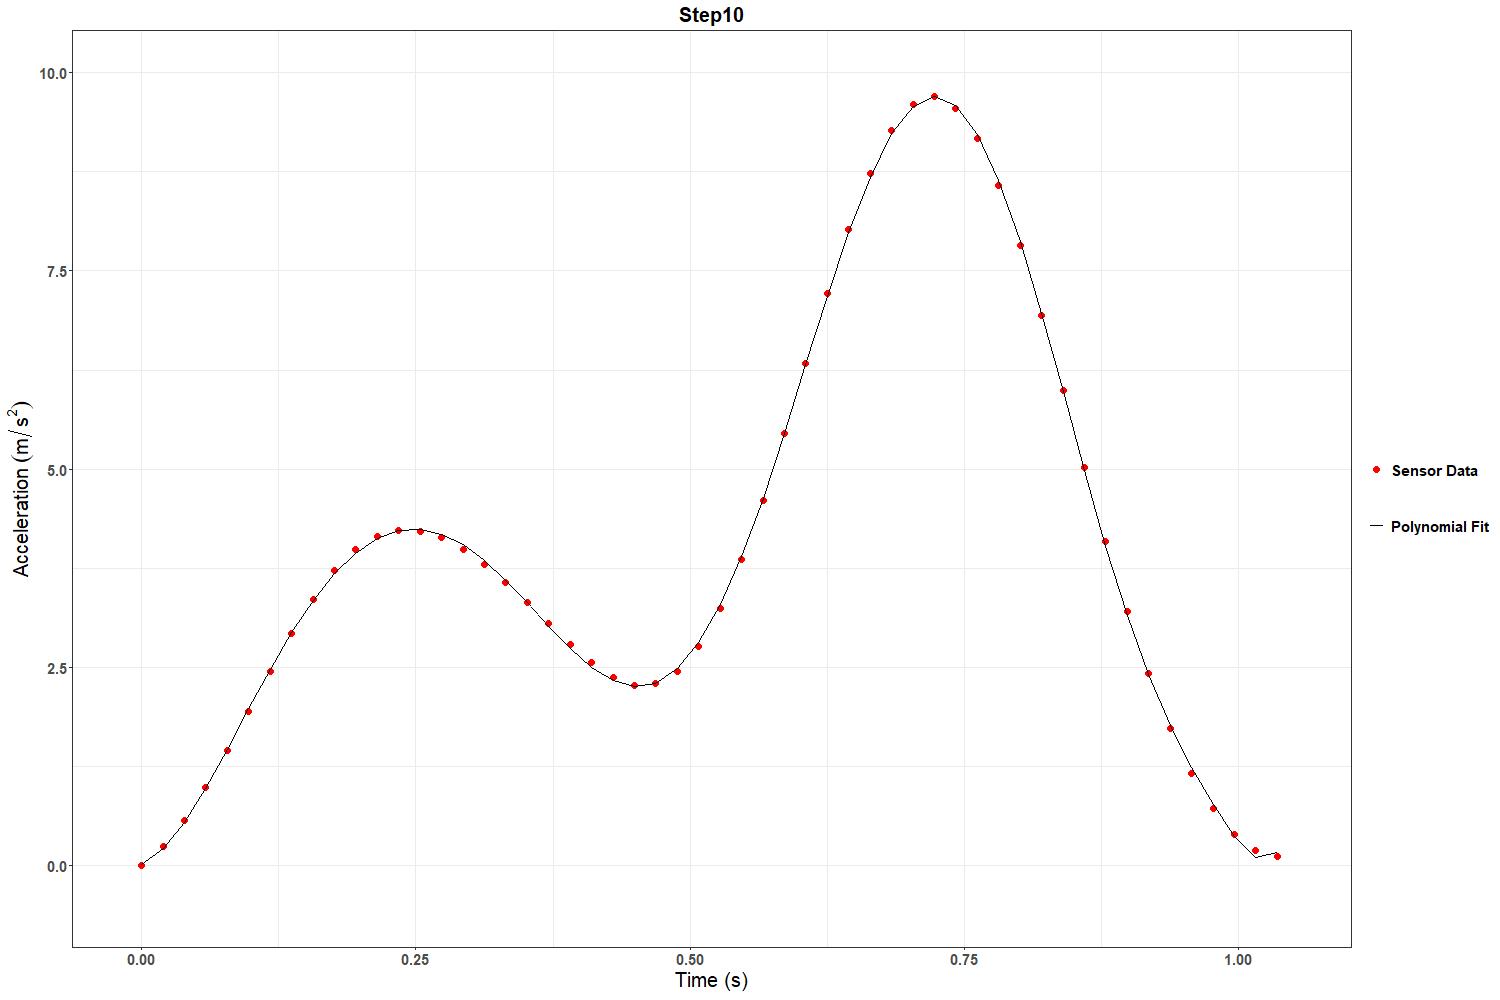 Step10
10.0
7.5
5.0
2.5
0.0
Acceleration (m/s²)
0.00 0.25 0.50 0.75 1.00
Time (s)
Sensor Data
Polynomial Fit